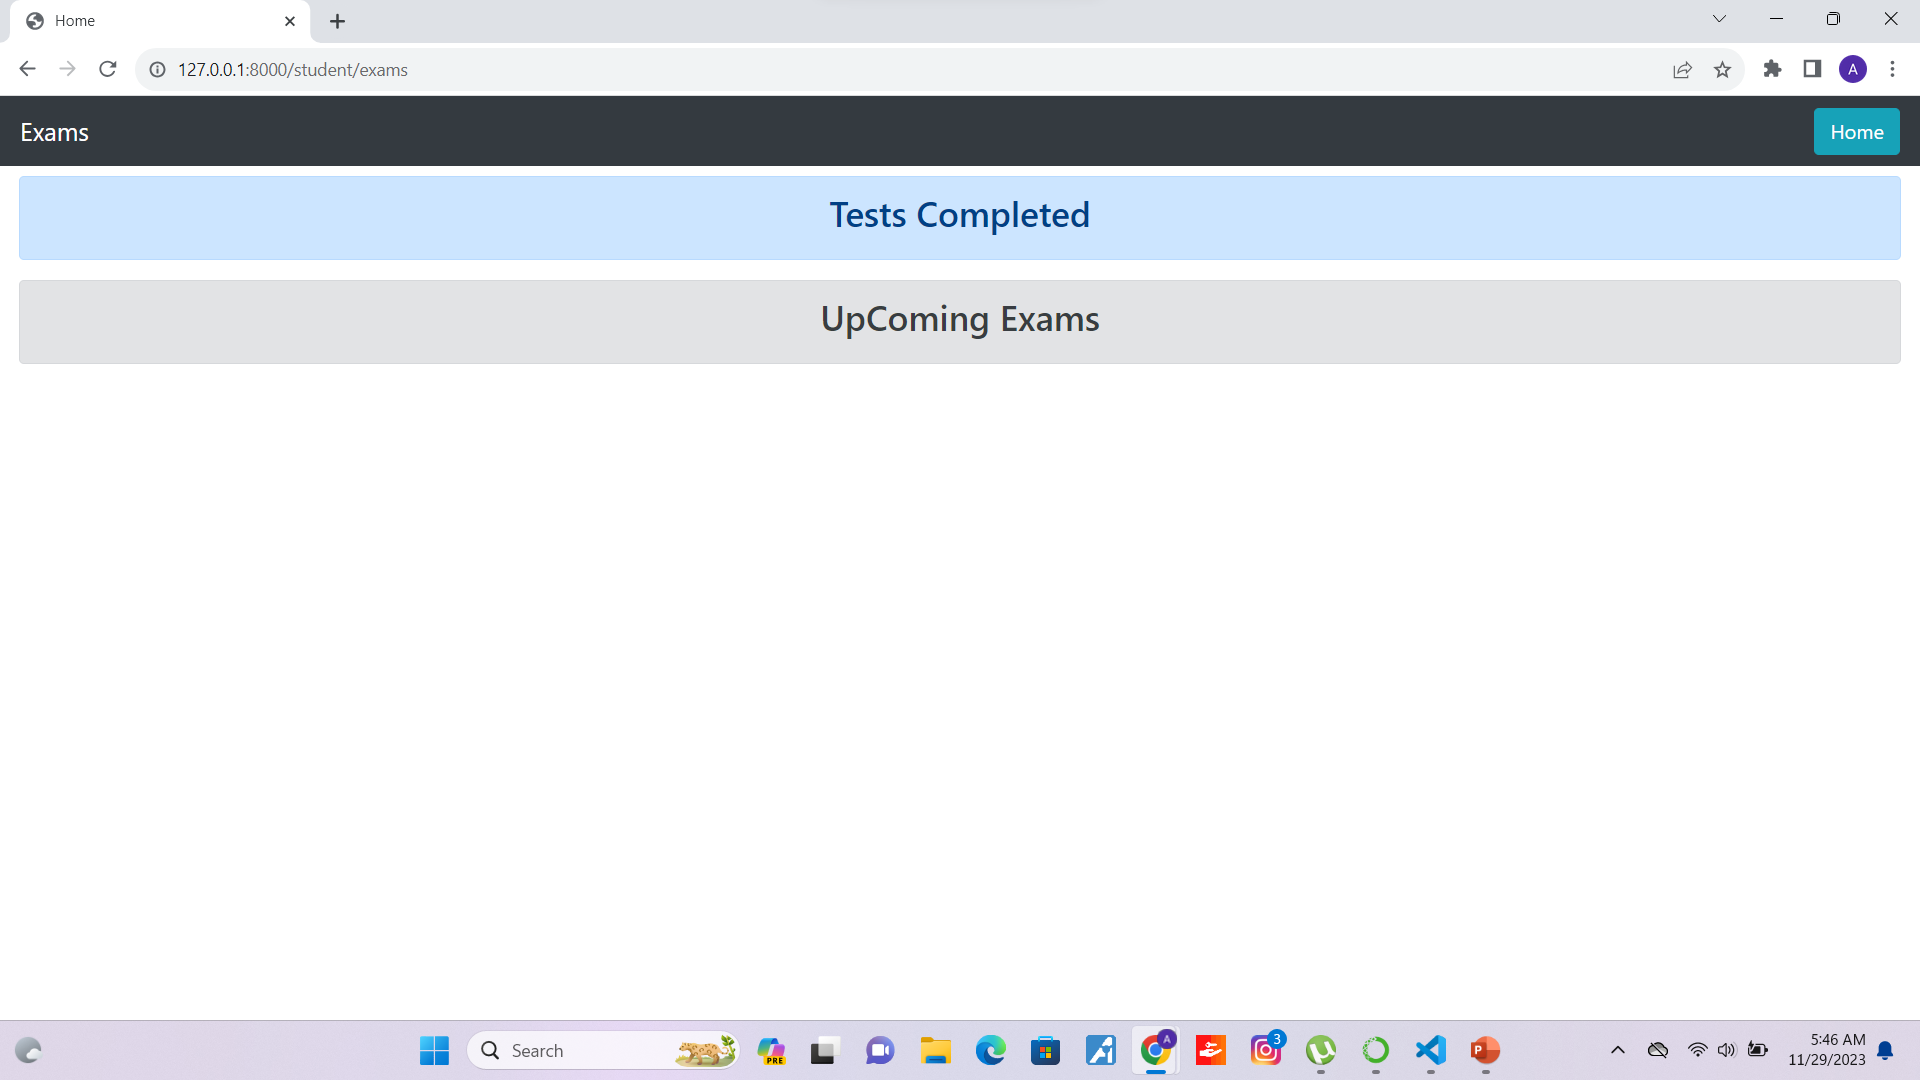 Home
127.0.0.1:8000/student/exams
A
Exams
Home
Tests Completed
UpComing Exams
Search
PRE
A
3
P
5:46 AM
11/29/2023